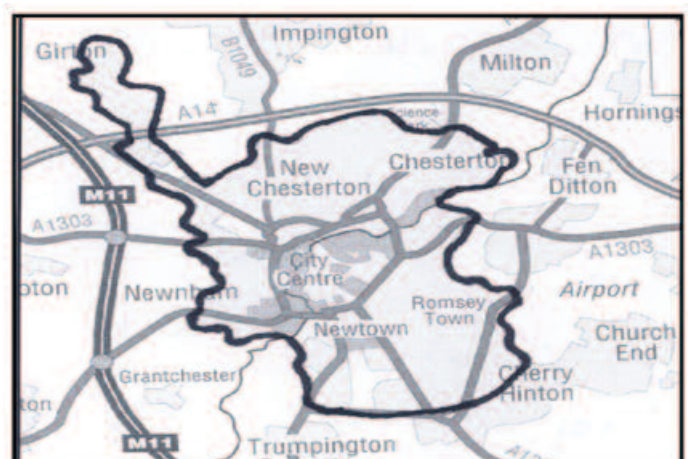 Impington
Girton
B1049
Milton
A14
Science
Hornings
New
Chesterton
Chesterton
Fen
Ditton
M11
A1303
A1303
City
Centre
Airport
oton
Newnham
Romsey
Town
Newtown
Church
End
Grantchester
Cherry
Hinton
ton
M11
Trumpington